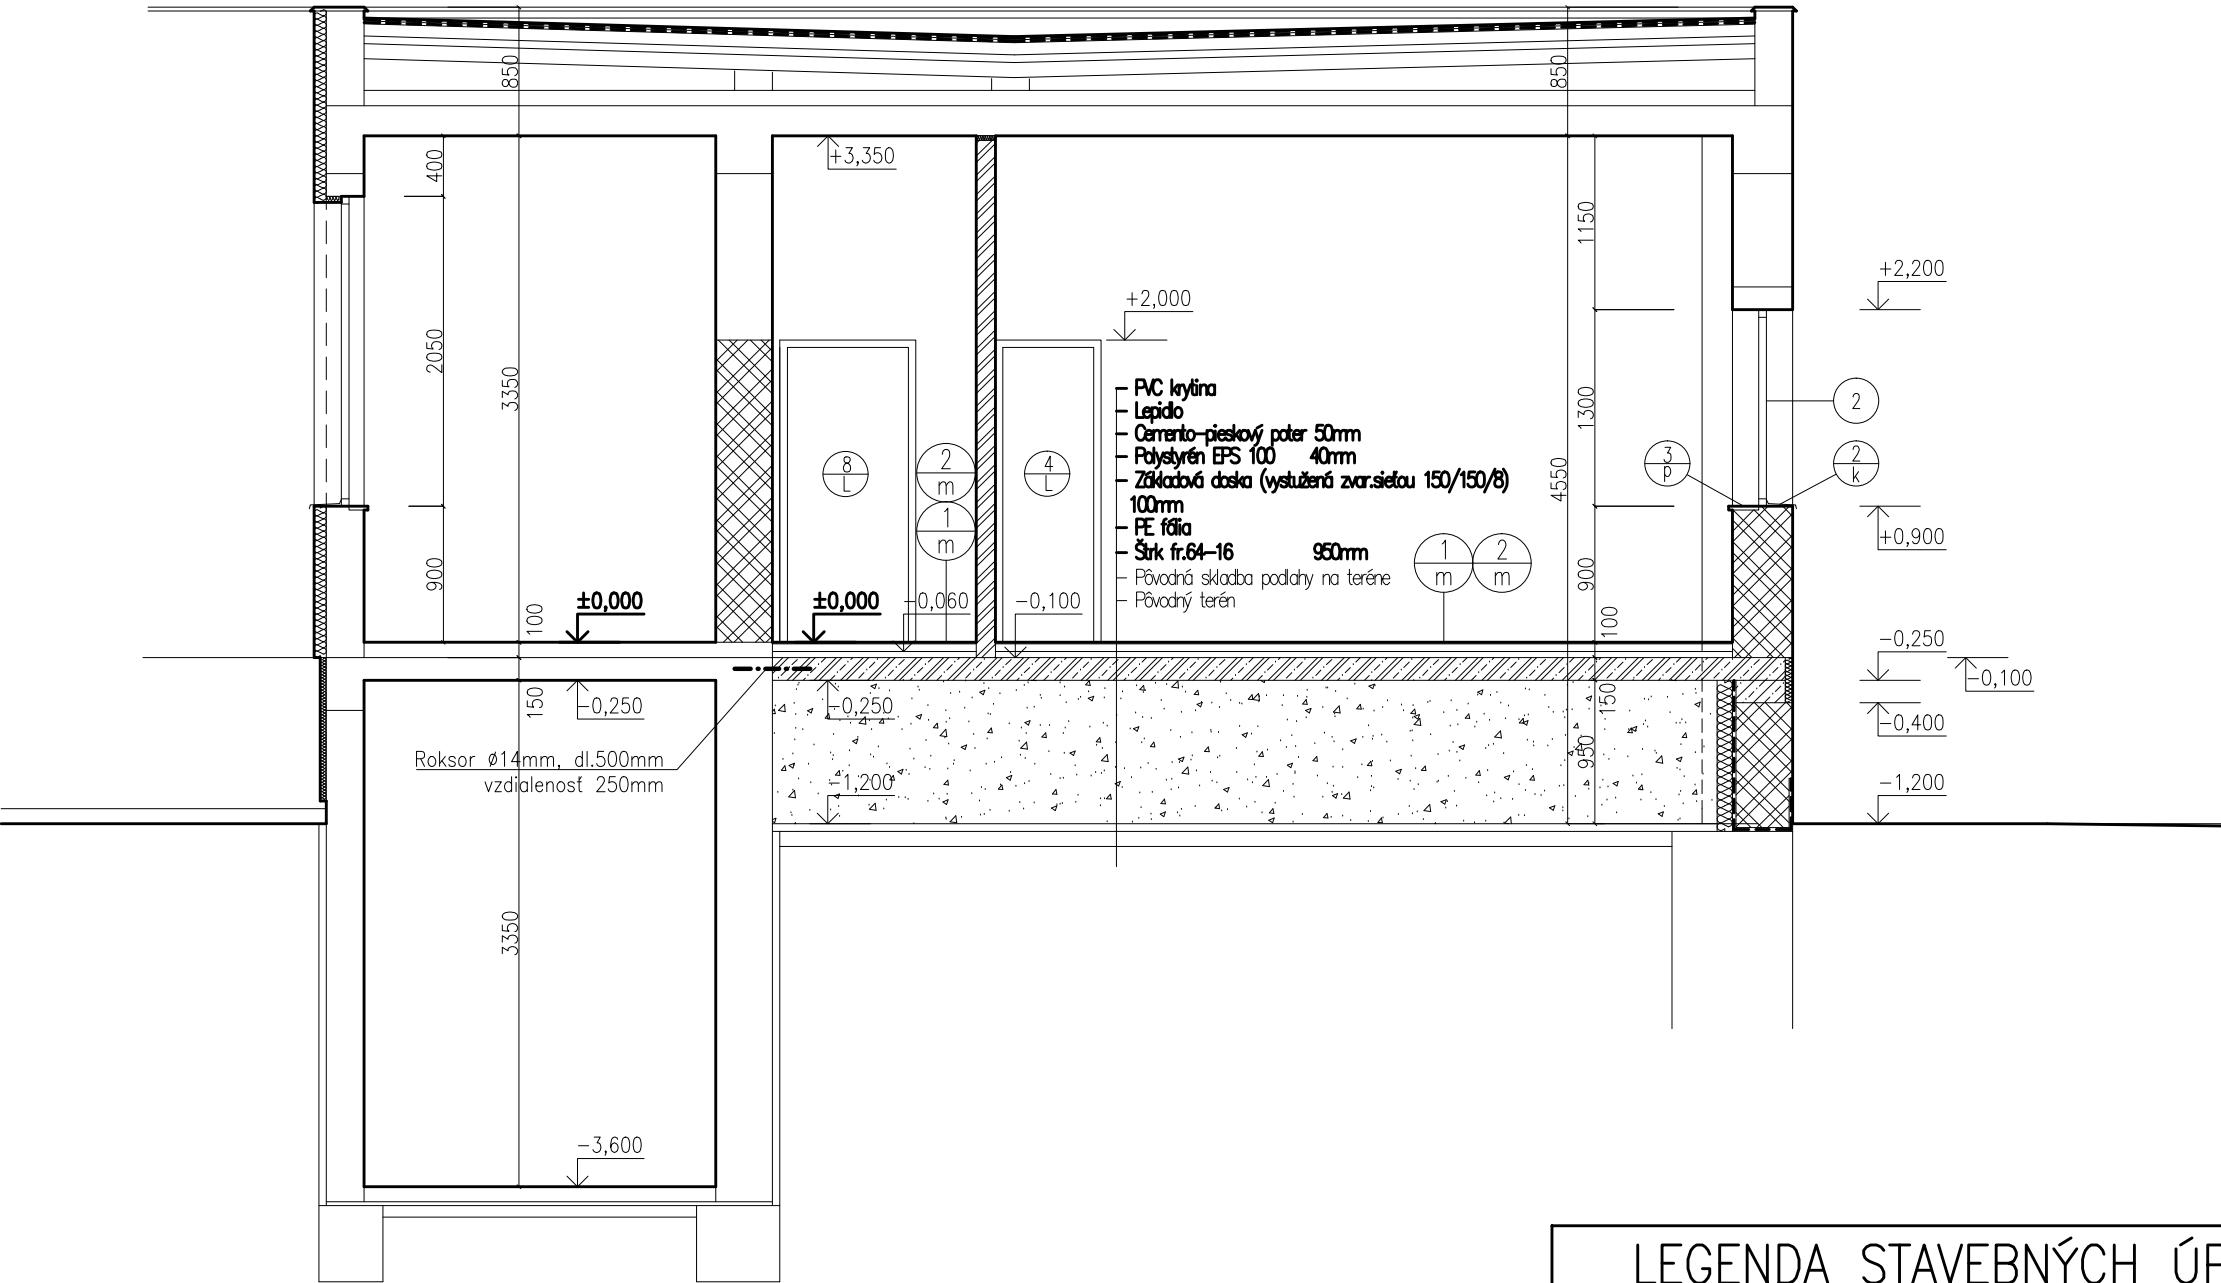 850
850
400
+3,350
1150
+2,200
+2,000
2050
3350
1300
PVC krytina
Lepidlo
Cemento-pieskový poter 50mm
Polystyrén EPS 100 40mm
Základová doska (vystužená zvar.sieťou 150/150/8)
100mm
PE fólia
Štrk fr.64-16 950mm
Pôvodná skladba podlahy na teréne
Pôvodný terén
2
8
L
2
m
4
L
3
p
2
k
4550
1
m
1
m
2
m
+0,900
900
900
±0,000
±0,000
-0,060
-0,100
100
100
-0,250
-0,100
150
-0,250
-0,250
150
-0,400
Roksor ø14mm, dl.500mm
vzdialenosť 250mm
950
-1,200
-1,200
3350
-3,600
LEGENDA STAVEBNÝCH